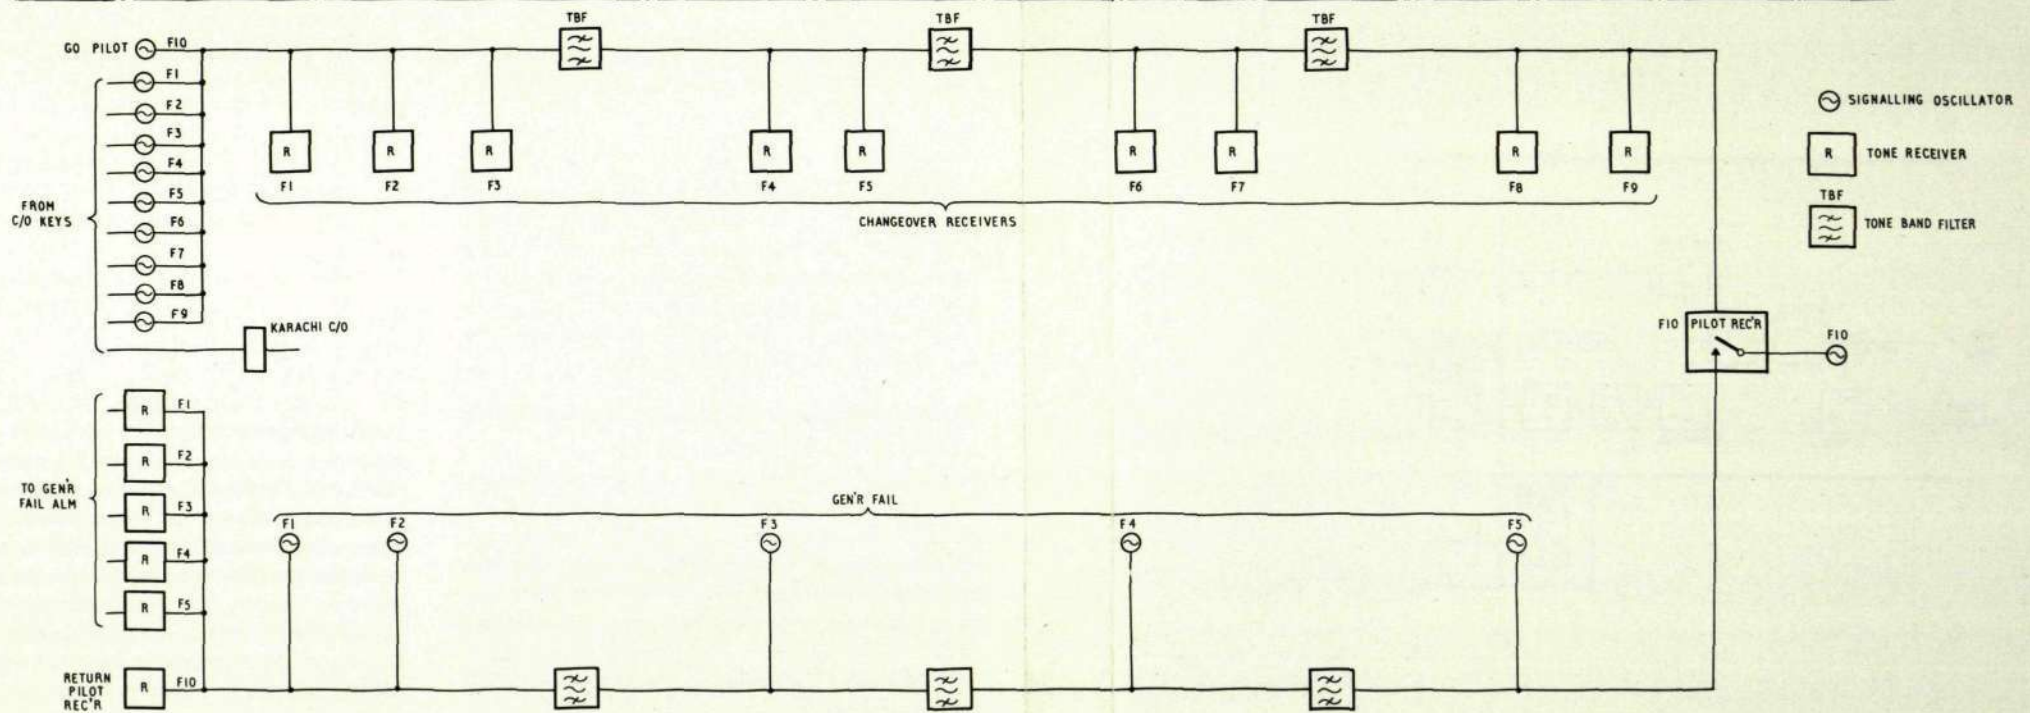 TBF
TBF
TBF
GO PILOT
F10
F1
F2
F3
F4
F5
F6
F7
F8
F9
FROM
C/O KEYS
KARACHI C/O
R
R
R
R
R
R
R
R
R
F1
F2
F3
F4
F5
F6
F7
F8
F9
CHANGEOVER RECEIVERS
SIGNALLING OSCILLATOR
R
TONE RECEIVER
TBF
TONE BAND FILTER
F10
PILOT REC'R
F10
R F1
R F2
R F3
R F4
R F5
TO GEN'R
FAIL ALM
GEN'R FAIL
F1
F2
F3
F4
F5
RETURN
PILOT
REC'R
R F10